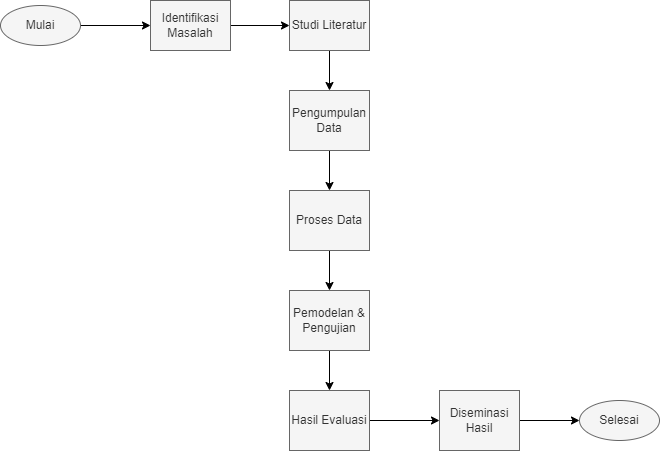 Mulai
Identifikasi
Masalah
Studi Literatur
Pengumpulan
Data
Proses Data
Pemodelan &
Pengujian
Hasil Evaluasi
Diseminasi
Hasil
Selesai